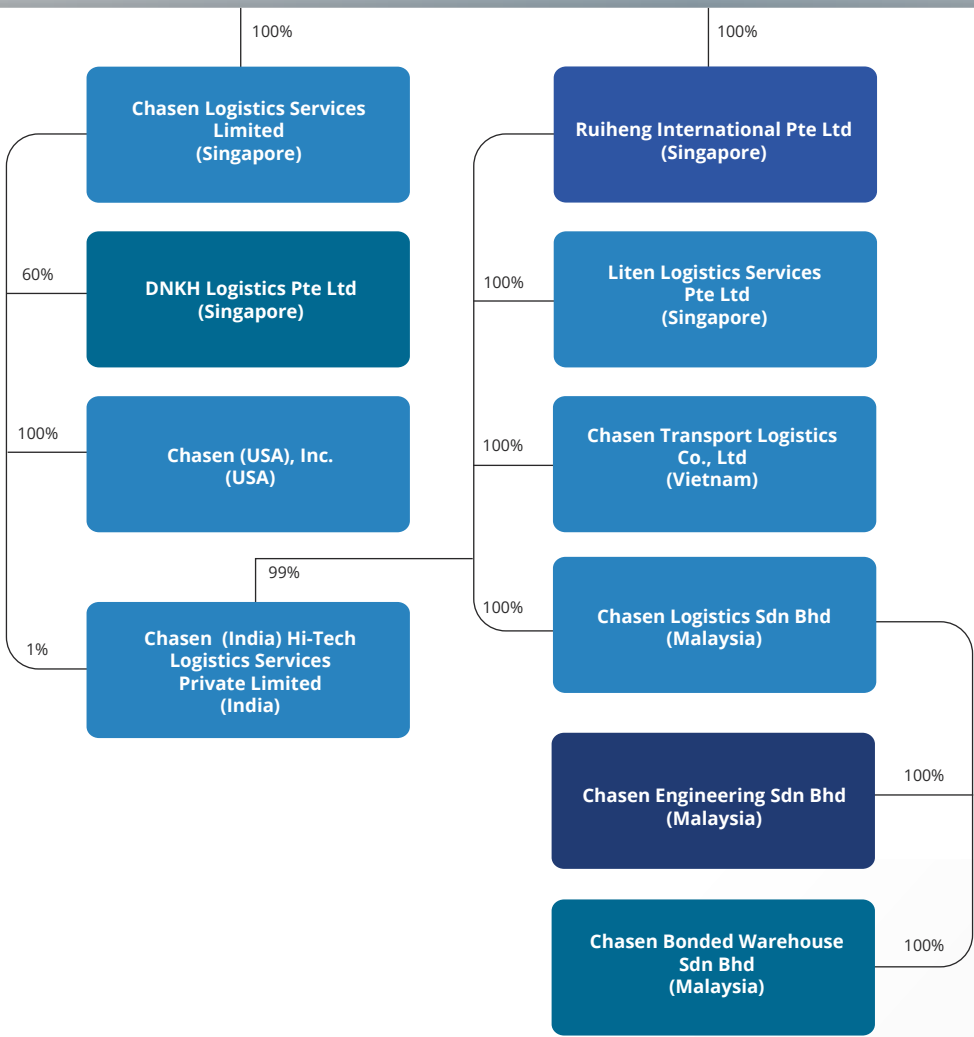 100%
Chasen Logistics Services
Limited
(Singapore)
60%
DNKH Logistics Pte Ltd
(Singapore)
100%
Chasen (USA), Inc.
(USA)
99%
1%
Chasen (India) Hi-Tech
Logistics Services
Private Limited
(India)
100%
Ruiheng International Pte Ltd
(Singapore)
100%
Liten Logistics Services
Pte Ltd
(Singapore)
100%
Chasen Transport Logistics
Co., Ltd
(Vietnam)
100%
Chasen Logistics Sdn Bhd
(Malaysia)
Chasen Engineering Sdn Bhd
(Malaysia)
100%
Chasen Bonded Warehouse
Sdn Bhd
(Malaysia)
100%